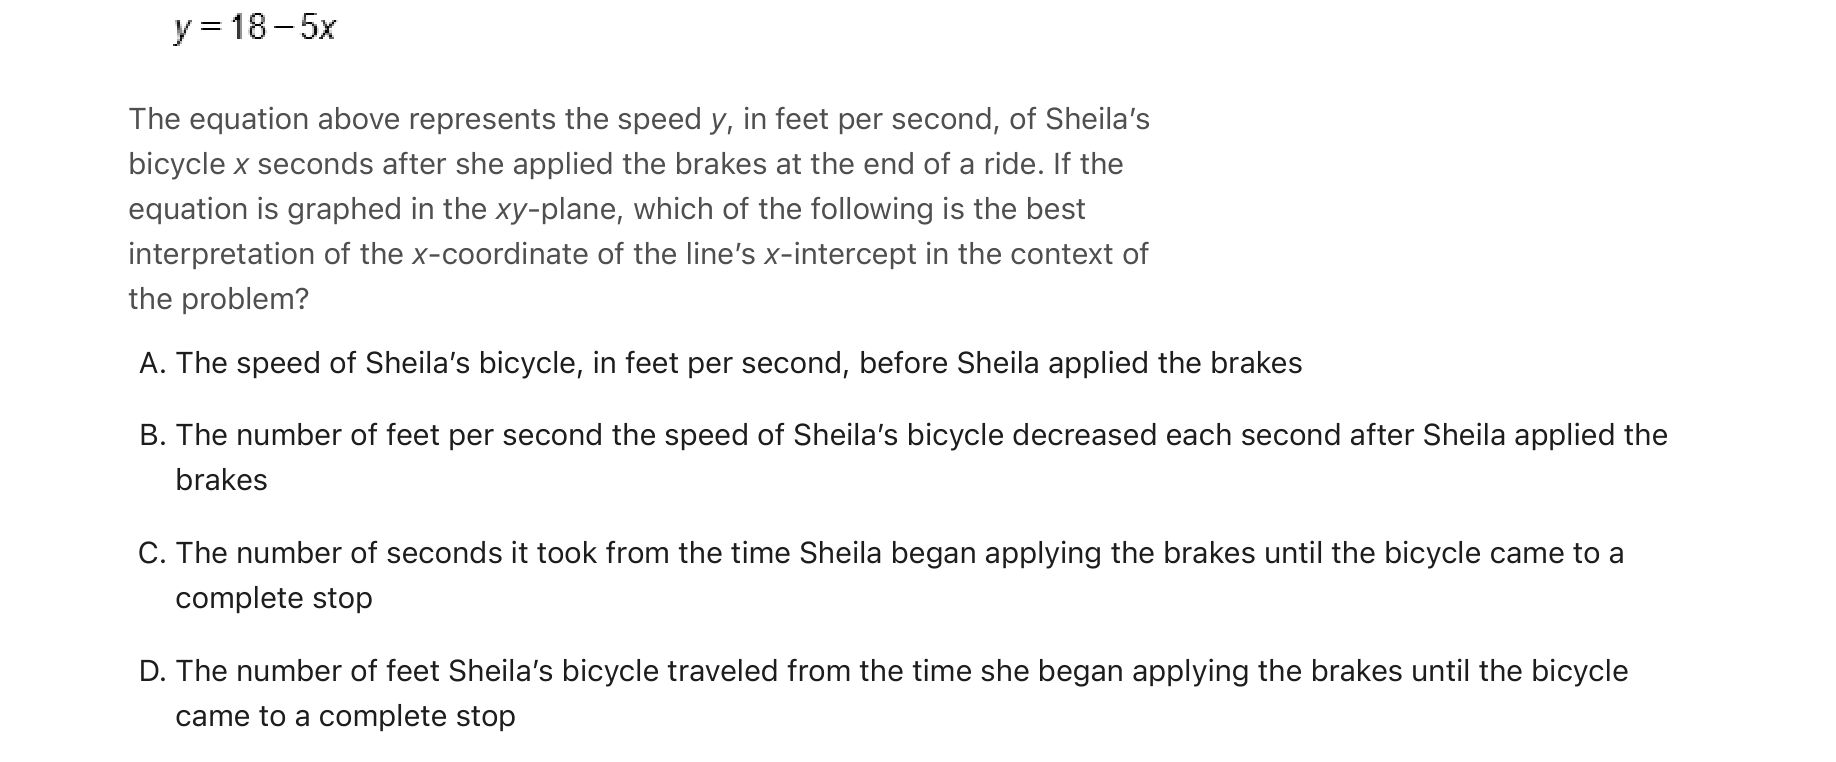 y = 18 – 5x
The equation above represents the speed y, in feet per second, of Sheila’s
bicycle x seconds after she applied the brakes at the end of a ride. If the
equation is graphed in the xy-plane, which of the following is the best
interpretation of the x-coordinate of the line’s x-intercept in the context of
the problem?
A. The speed of Sheila’s bicycle, in feet per second, before Sheila applied the brakes
B. The number of feet per second the speed of Sheila’s bicycle decreased each second after Sheila applied the
brakes
C. The number of seconds it took from the time Sheila began applying the brakes until the bicycle came to a
complete stop
D. The number of feet Sheila’s bicycle traveled from the time she began applying the brakes until the bicycle
came to a complete stop